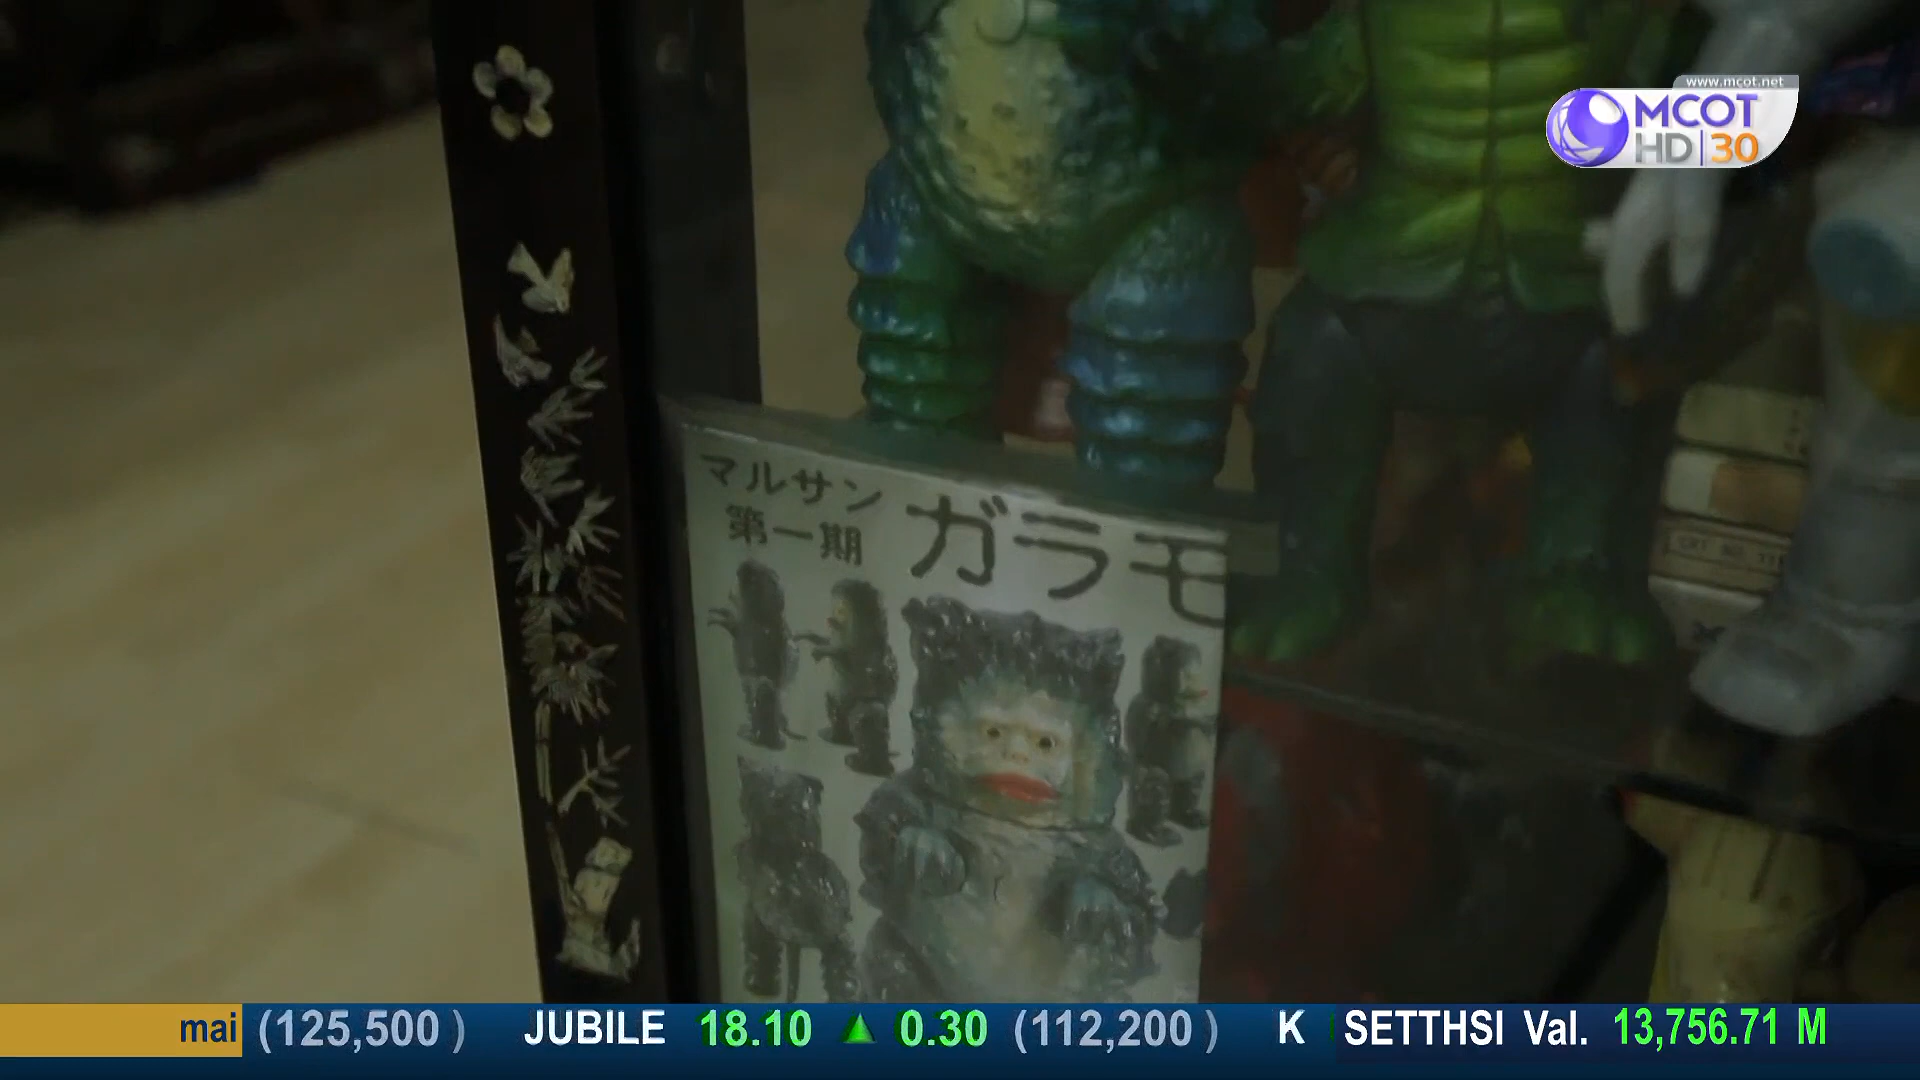 www.mcot.net
MCOT
HD 30
マルサン
第一期
ガラモ
mai (125,500 ) JUBILE 18.10 ▲ 0.30 (112,200 ) K SETTHSI Val. 13,756.71 M